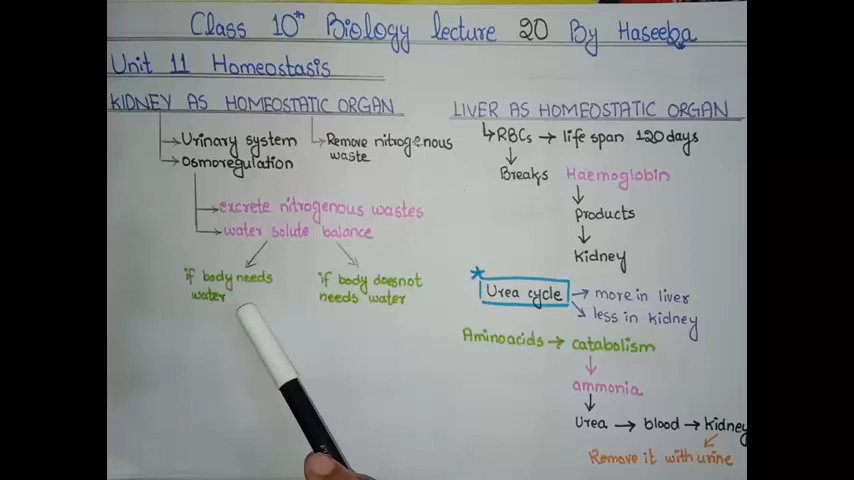 Class 10th Biology lecture 20 By Haseeba
Unit 11 Homeostasis
KIDNEY AS HOMEOSTATIC ORGAN
→Urinary system
→Osmoregulation
→Remove nitrogenous
waste
→excrete nitrogenous wastes
→water solute balance
if body needs
water
if body doesnot
needs water
LIVER AS HOMEOSTATIC ORGAN
↳RBCs → life span 120 days
↓
Breaks Haemoglobin
↓
products
↓
kidney
*
Urea cycle → more in liver
↘ less in kidney
Aminoacids → catabolism
↓
ammonia
↓
Urea → blood → kidney
↙
Remove it with urine